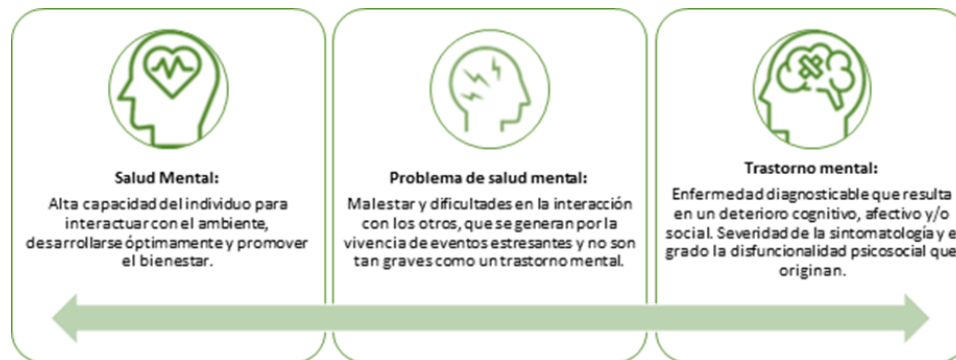 Salud Mental:
Alta capacidad del individuo para
interactuar con el ambiente,
desarrollarse óptimamente y promover
el bienestar.
Problema de salud mental:
Malestar y dificultades en la interacción
con los otros, que se generan por la
vivencia de eventos estresantes y no son
tan graves como un trastorno mental.
Trastorno mental:
Enfermedad diagnosticable que resulta
en un deterioro cognitivo, afectivo y/o
social. Severidad de la sintomatología y e
grado la disfuncionalidad psicosocial que
originan.